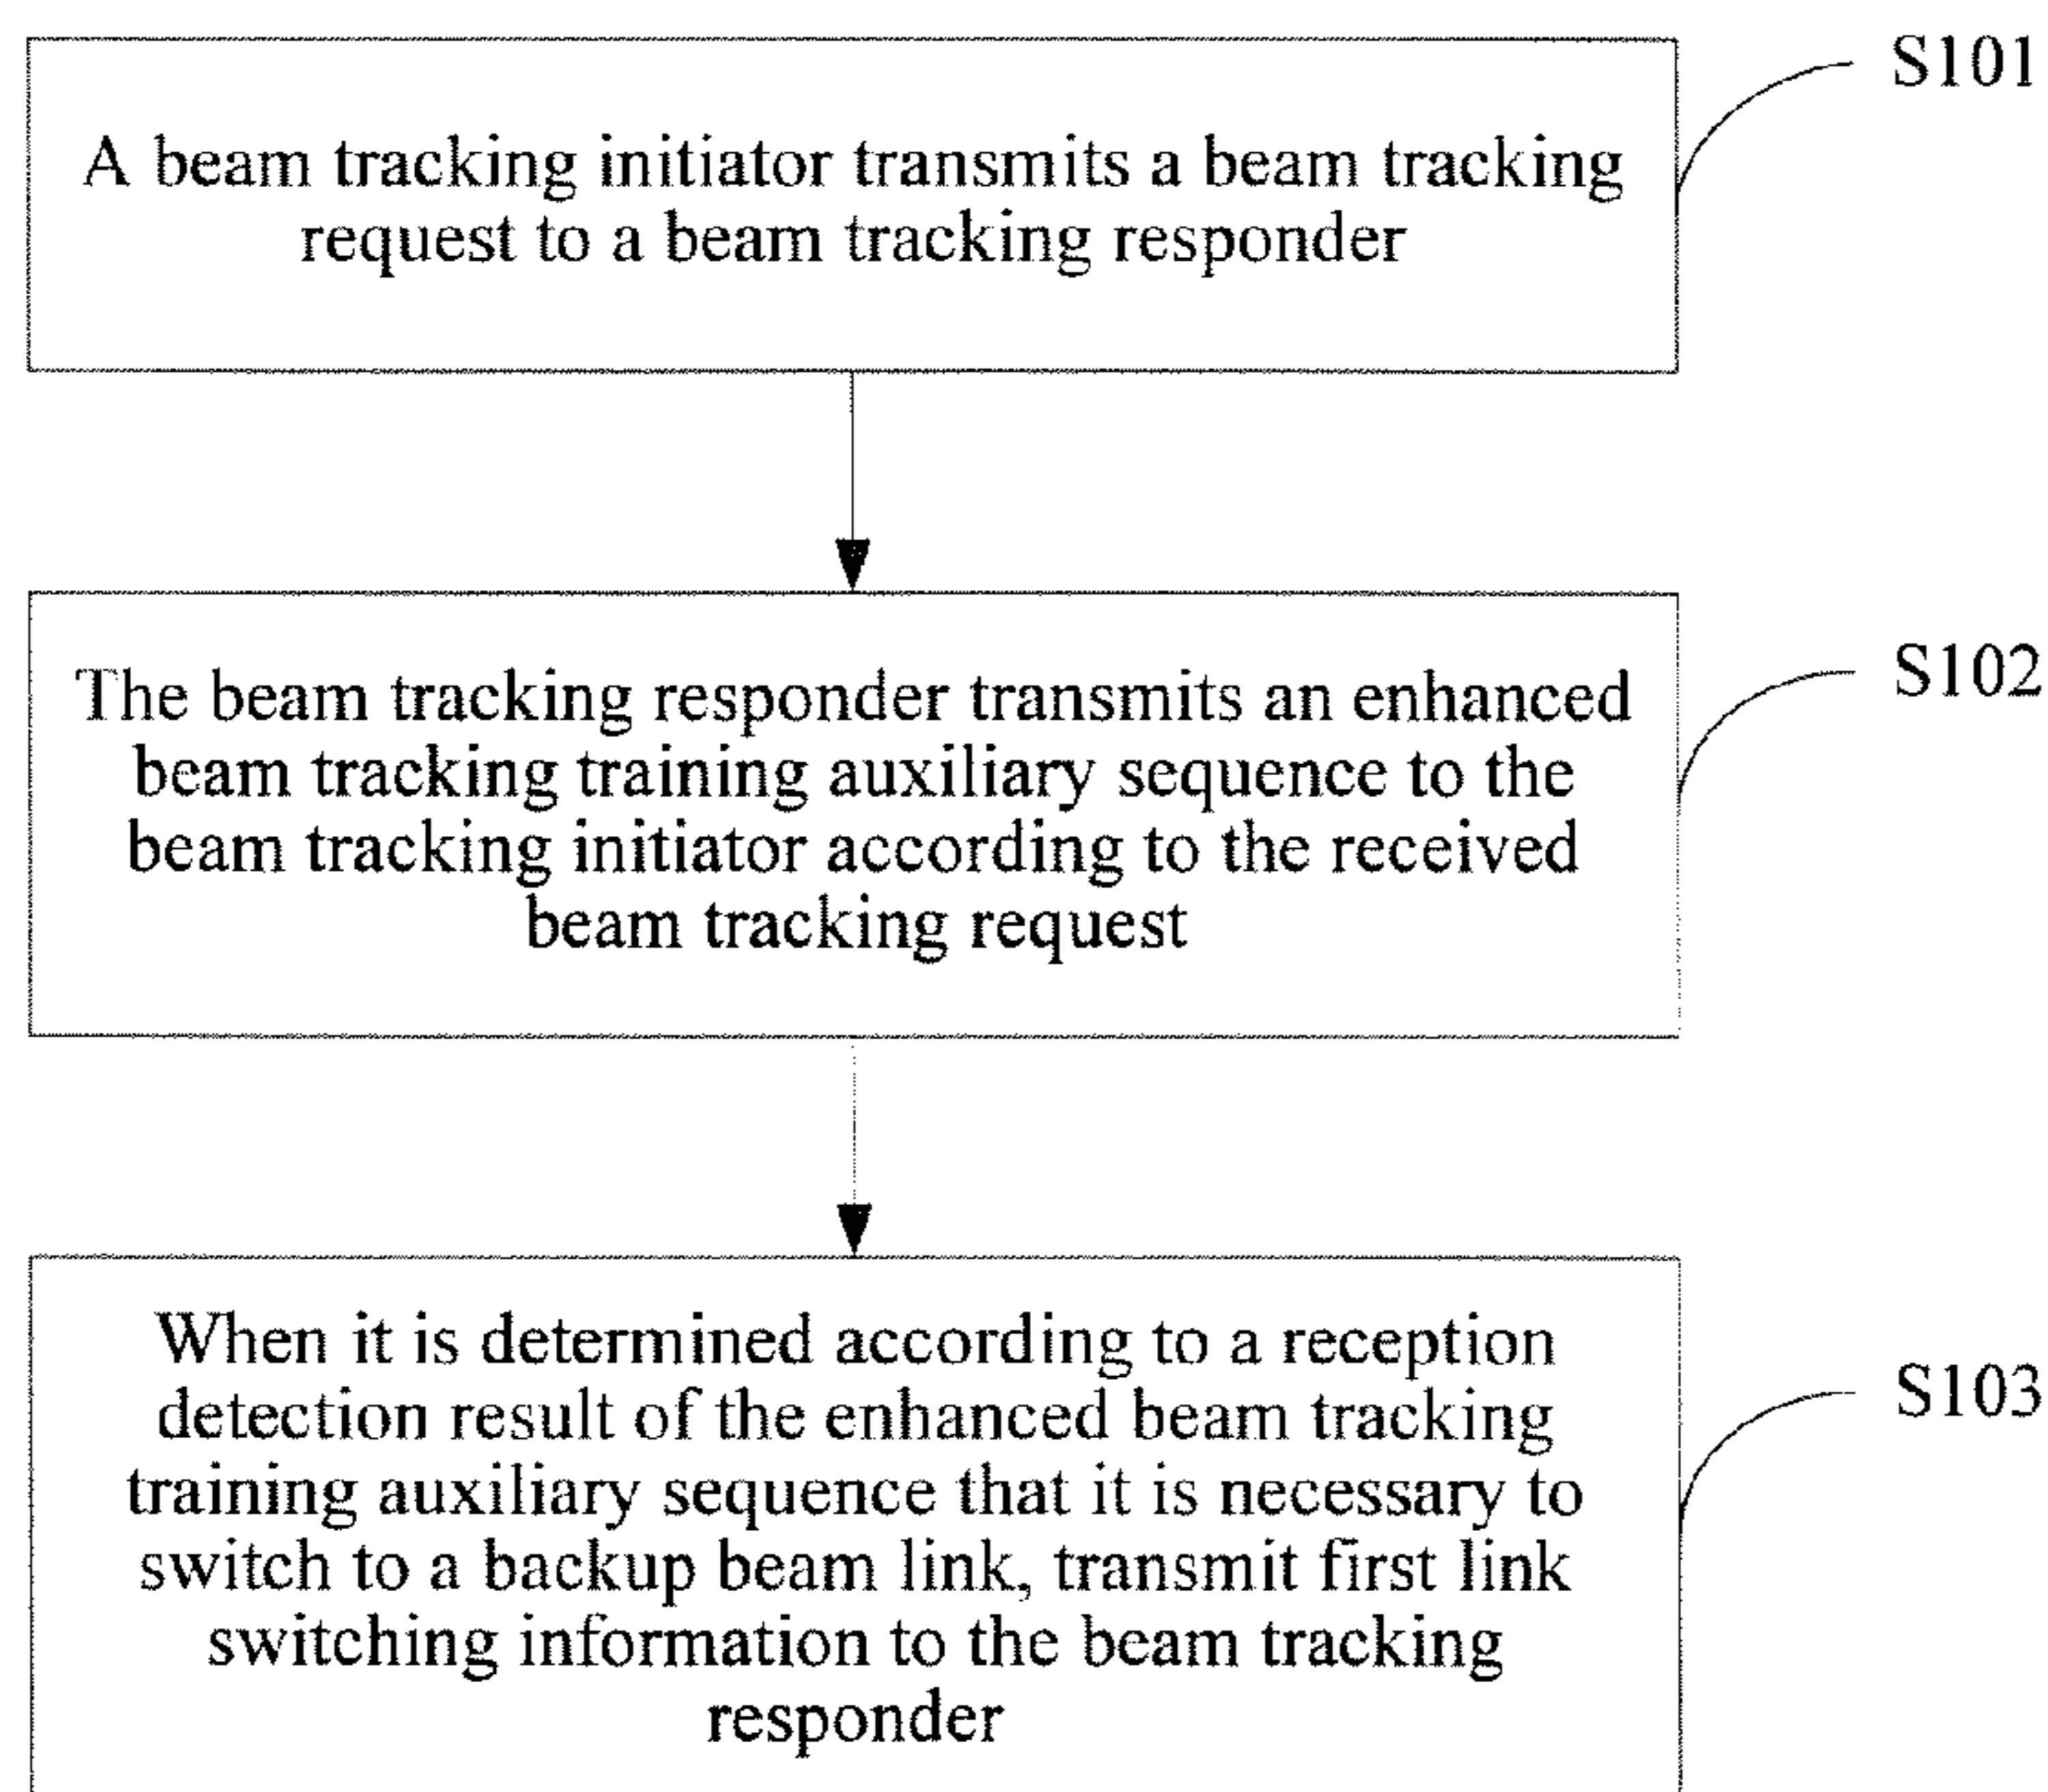 S101
A beam tracking initiator transmits a beam tracking
request to a beam tracking responder
S102
The beam tracking responder transmits an enhanced
beam tracking training auxiliary sequence to the
beam tracking initiator according to the received
beam tracking request
S103
When it is determined according to a reception
detection result of the enhanced beam tracking
training auxiliary sequence that it is necessary to
switch to a backup beam link, transmit first link
switching information to the beam tracking
responder